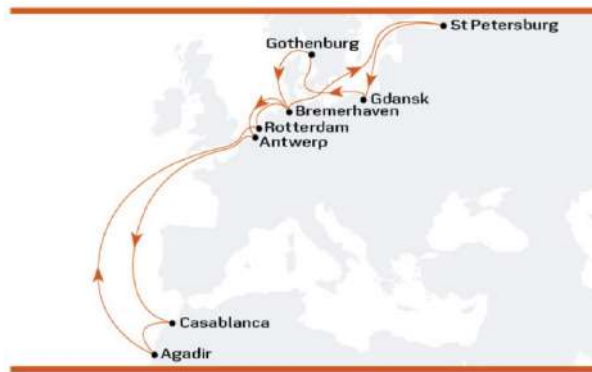 St Petersburg
Gothenburg
Gdansk
Bremerhaven
Rotterdam
Antwerp
Casablanca
Agadir